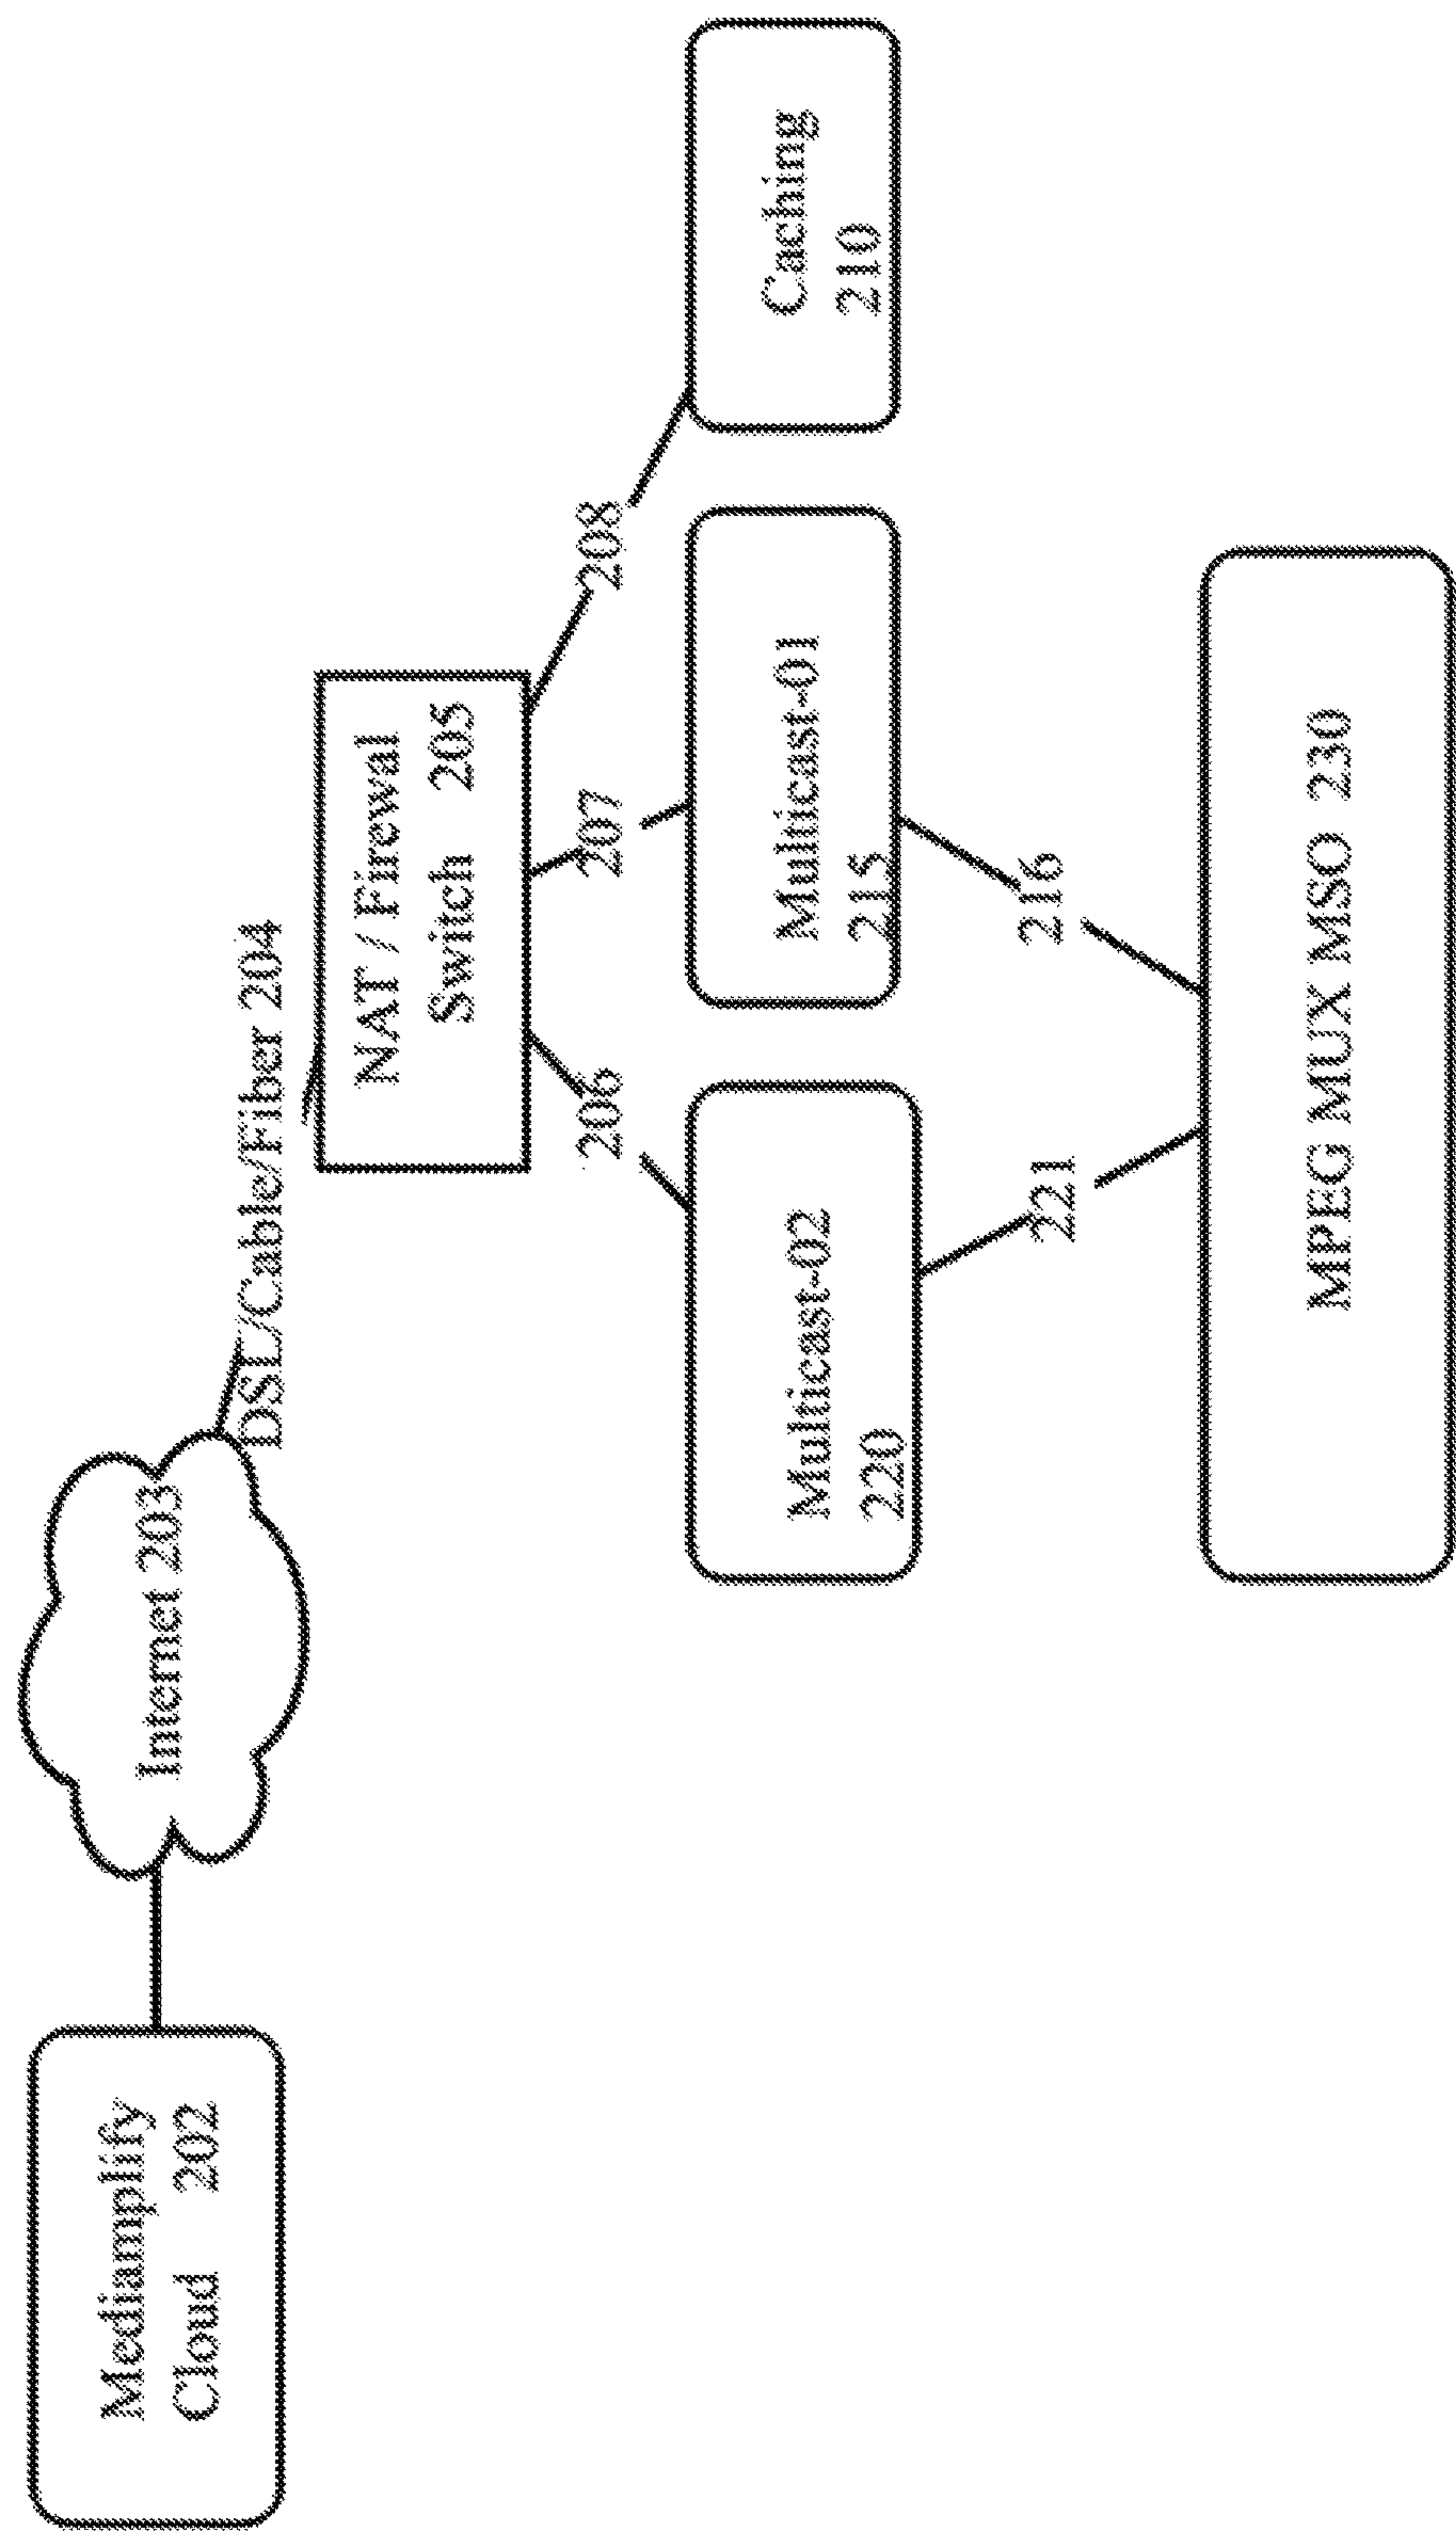 Mediamplify
Cloud 202
Internet 203
DSL/Cable/Fiber 204
NAT / Firewal
Switch 205
206
207
208
Multicast-02
220
Multicast-01
215
Caching
210
221
216
MPEG MUX MSO 230